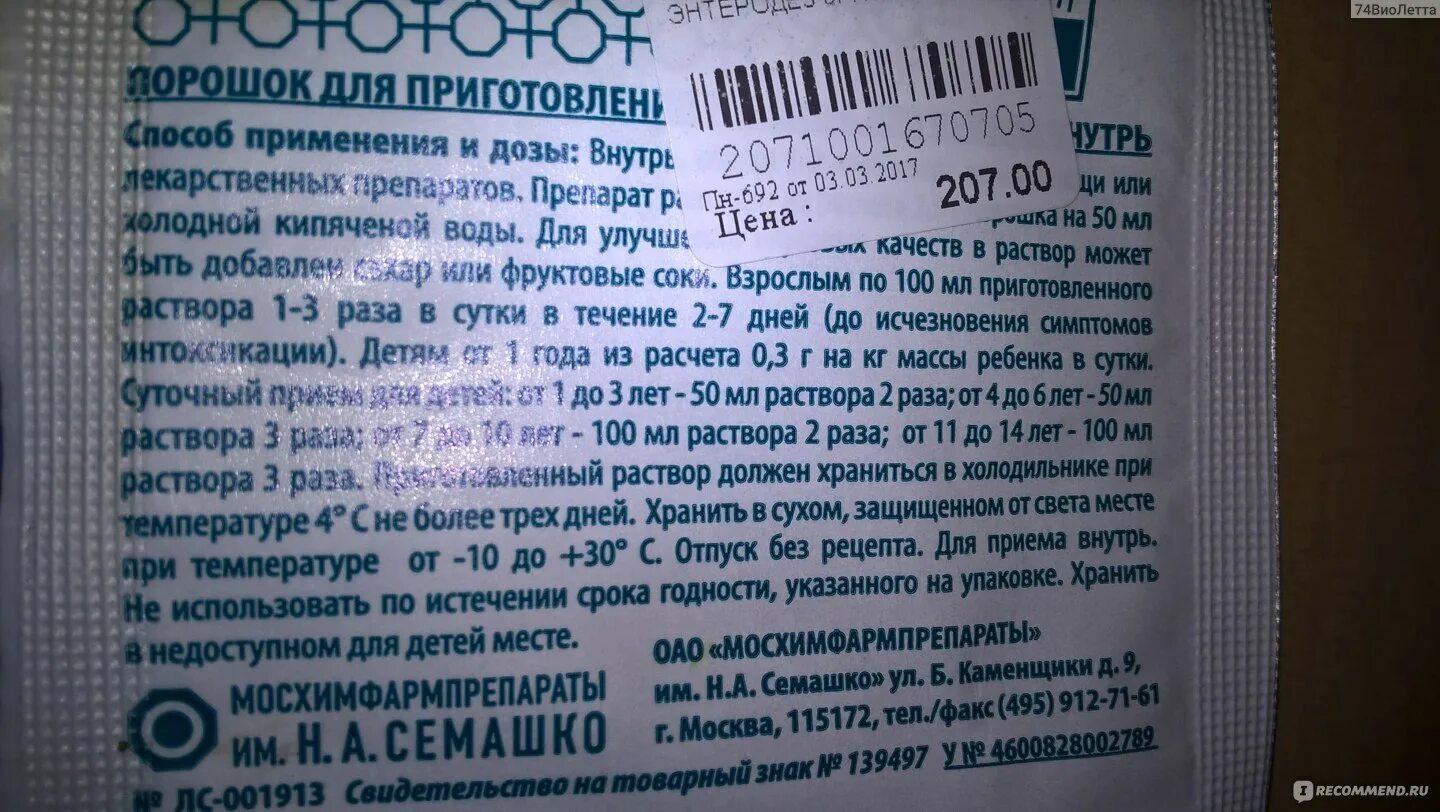 74ВиоЛетта
ЭНТЕРОДЕЗ
ПОРОШОК ДЛЯ ПРИГОТОВЛЕНИ
2071001670705
НУТРЬ
Пн-692 от 03.03.2017
Цена : 207.00
Способ применения и дозы: Внутрь
лекарственных препаратов. Препарат ра щи или
холодной кипяченой воды. Для улучше рошка на 50 мл
вых качеств в раствор может
быть добавлен сахар или фруктовые соки. Взрослым по 100 мл приготовленного
раствора 1-3 раза в сутки в течение 2-7 дней (до исчезновения симптомов
интоксикации). Детям от 1 года из расчета 0,3 г на кг массы ребенка в сутки.
Суточный прием для детей: от 1 до 3 лет - 50 мл раствора 2 раза; от 4 до 6 лет - 50 мл
раствора 3 раза; от 7 до 10 лет - 100 мл раствора 2 раза; от 11 до 14 лет - 100 мл
раствора 3 раза. Приготовленный раствор должен храниться в холодильнике при
температуре 4° С не более трех дней. Хранить в сухом, защищенном от света месте
при температуре от -10 до +30° С. Отпуск без рецепта. Для приема внутрь.
Не использовать по истечении срока годности, указанного на упаковке. Хранить
в недоступном для детей месте.
МОСХИМФАРМПРЕПАРАТЫ
ИМ. Н. А. СЕМАШКО
ОАО «МОСХИМФАРМПРЕПАРАТЫ»
им. Н.А. Семашко» ул. Б. Каменщики д. 9,
г. Москва, 115172, тел./факс (495) 912-71-61
№ ЛС-001913 Свидетельство на товарный знак № 139497 У № 4600828002789
IRECOMMEND.RU